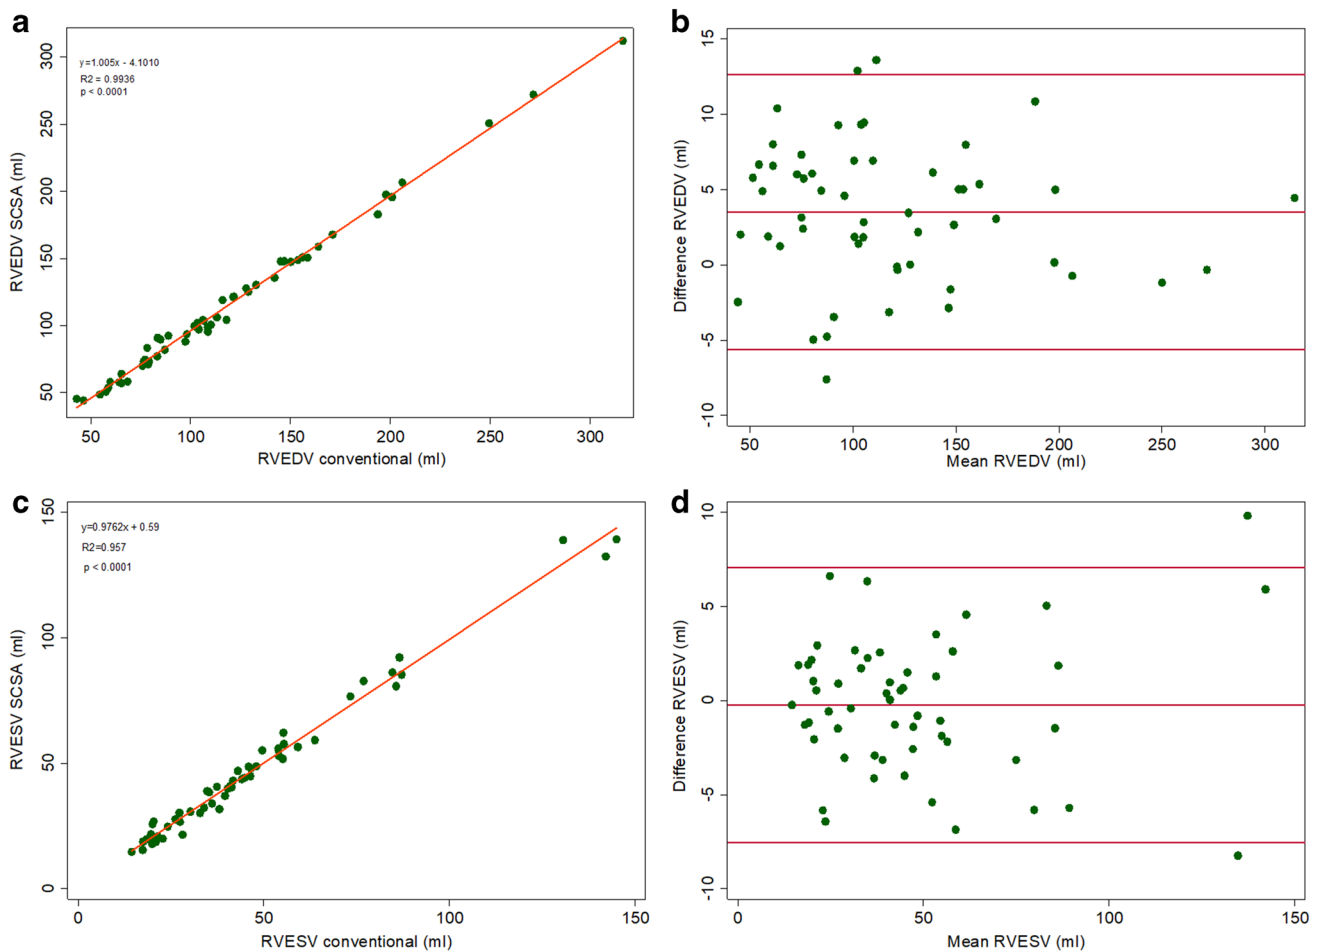 a
y=1.005x - 4.1010
R2 = 0.9936
p < 0.0001
RVEDV SCSA (ml)
300
250
200
150
100
50
50 100 150 200 250 300
RVEDV conventional (ml)
b
Difference RVEDV (ml)
15
10
5
0
-5
-10
50 100 150 200 250 300
Mean RVEDV (ml)
c
y=0.9762x + 0.59
R2=0.957
p < 0.0001
RVESV SCSA (ml)
150
100
50
0
0 50 100 150
RVESV conventional (ml)
d
Difference RVESV (ml)
10
5
0
-5
-10
0 50 100 150
Mean RVESV (ml)